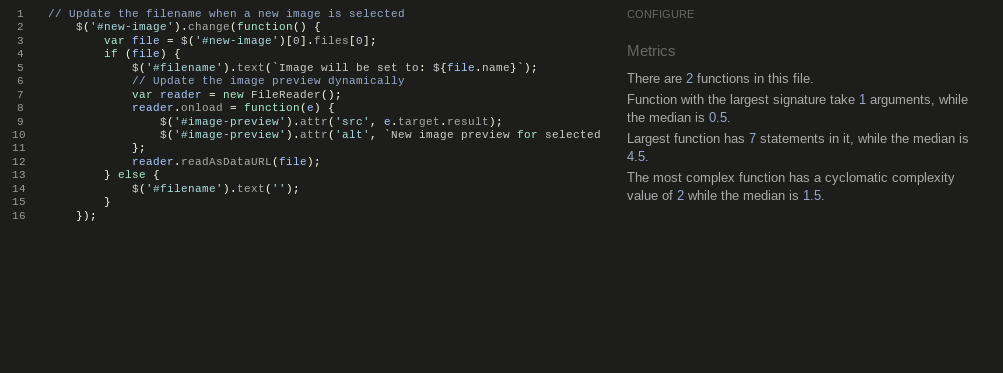 1 // Update the filename when a new image is selected
2 $('#new-image').change(function() {
3 var file = $('#new-image')[0].files[0];
4 if (file) {
5 $('#filename').text(`Image will be set to: ${file.name}`);
6 // Update the image preview dynamically
7 var reader = new FileReader();
8 reader.onload = function(e) {
9 $('#image-preview').attr('src', e.target.result);
10 $('#image-preview').attr('alt', `New image preview for selected
11 };
12 reader.readAsDataURL(file);
13 } else {
14 $('#filename').text('');
15 }
16 });
CONFIGURE
Metrics
There are 2 functions in this file.
Function with the largest signature take 1 arguments, while
the median is 0.5.
Largest function has 7 statements in it, while the median is
4.5.
The most complex function has a cyclomatic complexity
value of 2 while the median is 1.5.